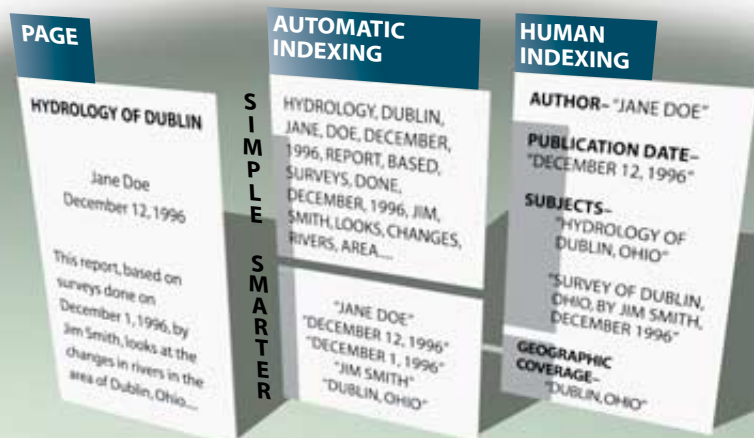 PAGE
HYDROLOGY OF DUBLIN
Jane Doe
December 12, 1996
This report, based on
surveys done on
December 1, 1996, by
Jim Smith, looks at the
changes in rivers in the
area of Dublin, Ohio....
AUTOMATIC
INDEXING
SIMPLE
HYDROLOGY, DUBLIN,
JANE, DOE, DECEMBER,
1996, REPORT, BASED,
SURVEYS, DONE,
DECEMBER, 1996, JIM,
SMITH, LOOKS, CHANGES,
RIVERS, AREA....
SMARTER
"JANE DOE"
"DECEMBER 12, 1996"
"DECEMBER 1, 1996"
"JIM SMITH"
"DUBLIN, OHIO"
HUMAN
INDEXING
AUTHOR– "JANE DOE"
PUBLICATION DATE–
"DECEMBER 12, 1996"
SUBJECTS–
"HYDROLOGY OF
DUBLIN, OHIO"
"SURVEY OF DUBLIN,
OHIO, BY JIM SMITH,
DECEMBER 1996"
GEOGRAPHIC
COVERAGE–
"DUBLIN, OHIO"